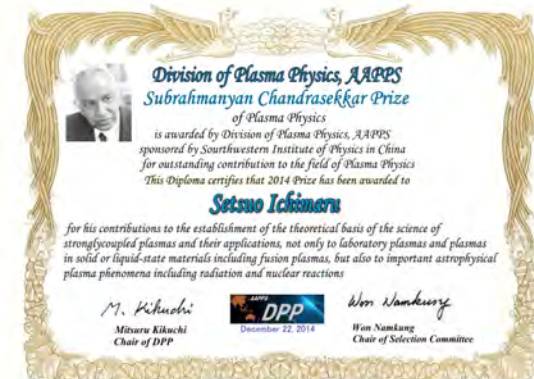 Division of Plasma Physics, AAPPS
Subrahmanyan Chandrasekkar Prize
of Plasma Physics
is awarded by Division of Plasma Physics, AAPPS
sponsored by Sourthwestern Institute of Physics in China
for outstanding contribution to the field of Plasma Physics
This Diploma certifies that 2014 Prize has been awarded to
Setsuo Ichimaru
for his contributions to the establishment of the theoretical basis of the science of
stronglycoupled plasmas and their applications, not only to laboratory plasmas and plasmas
in solid or liquid-state materials including fusion plasmas, but also to important astrophysical
plasma phenomena including radiation and nuclear reactions
M. Kikuchi
Mitsuru Kikuchi
Chair of DPP
AAPPS
DPP
December 22, 2014
Won Namkung
Won Namkung
Chair of Selection Committee